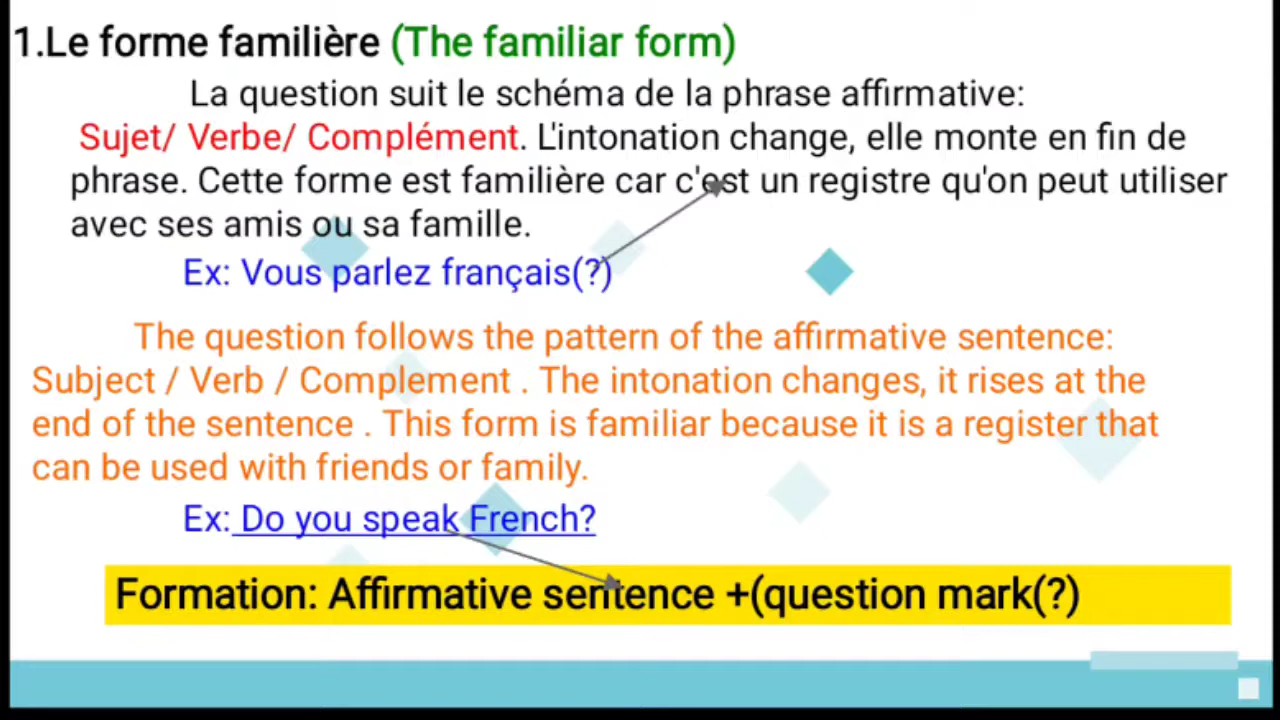 1.Le forme familière (The familiar form)
La question suit le schéma de la phrase affirmative:
Sujet/ Verbe/ Complément. L'intonation change, elle monte en fin de
phrase. Cette forme est familière car c'est un registre qu'on peut utiliser
avec ses amis ou sa famille.
Ex: Vous parlez français(?)
The question follows the pattern of the affirmative sentence:
Subject / Verb / Complement . The intonation changes, it rises at the
end of the sentence . This form is familiar because it is a register that
can be used with friends or family.
Ex: Do you speak French?
Formation: Affirmative sentence +(question mark(?)